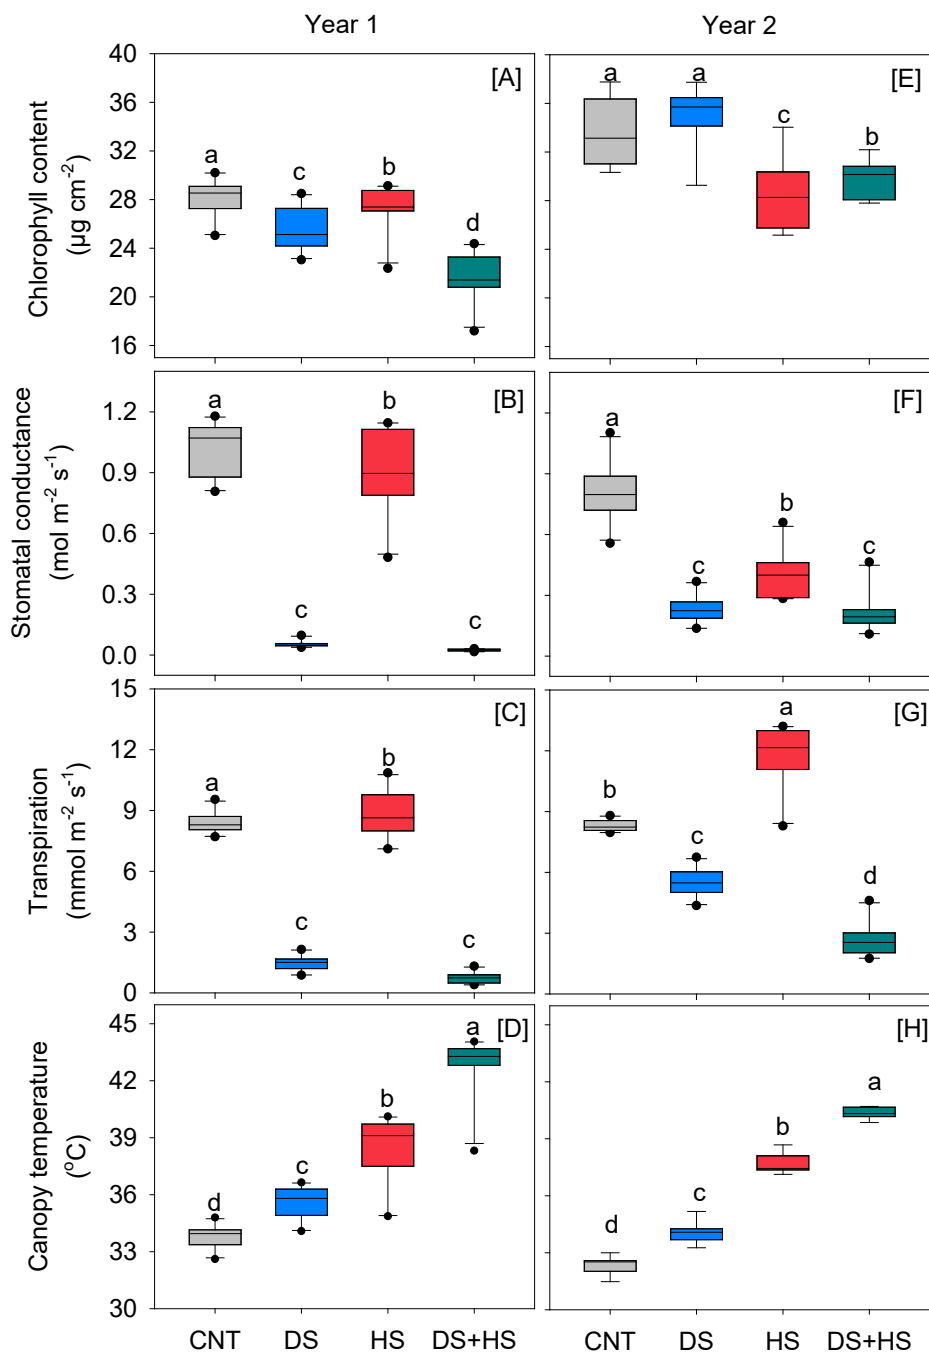 Year 1
Year 2
Chlorophyll content
(µg cm-2)
40
36
32
28
24
20
16
[A]
a
c
b
d
[E]
a
a
c
b
Stomatal conductance
(mol m-2 s-1)
1.2
0.9
0.6
0.3
0.0
[B]
a
c
b
c
[F]
a
c
b
c
Transpiration
(mmol m-2 s-1)
15
12
9
6
3
0
[C]
a
c
b
c
[G]
b
c
a
d
Canopy temperature
(oC)
45
42
39
36
33
30
[D]
d
c
b
a
[H]
d
c
b
a
CNT DS HS DS+HS
CNT DS HS DS+HS